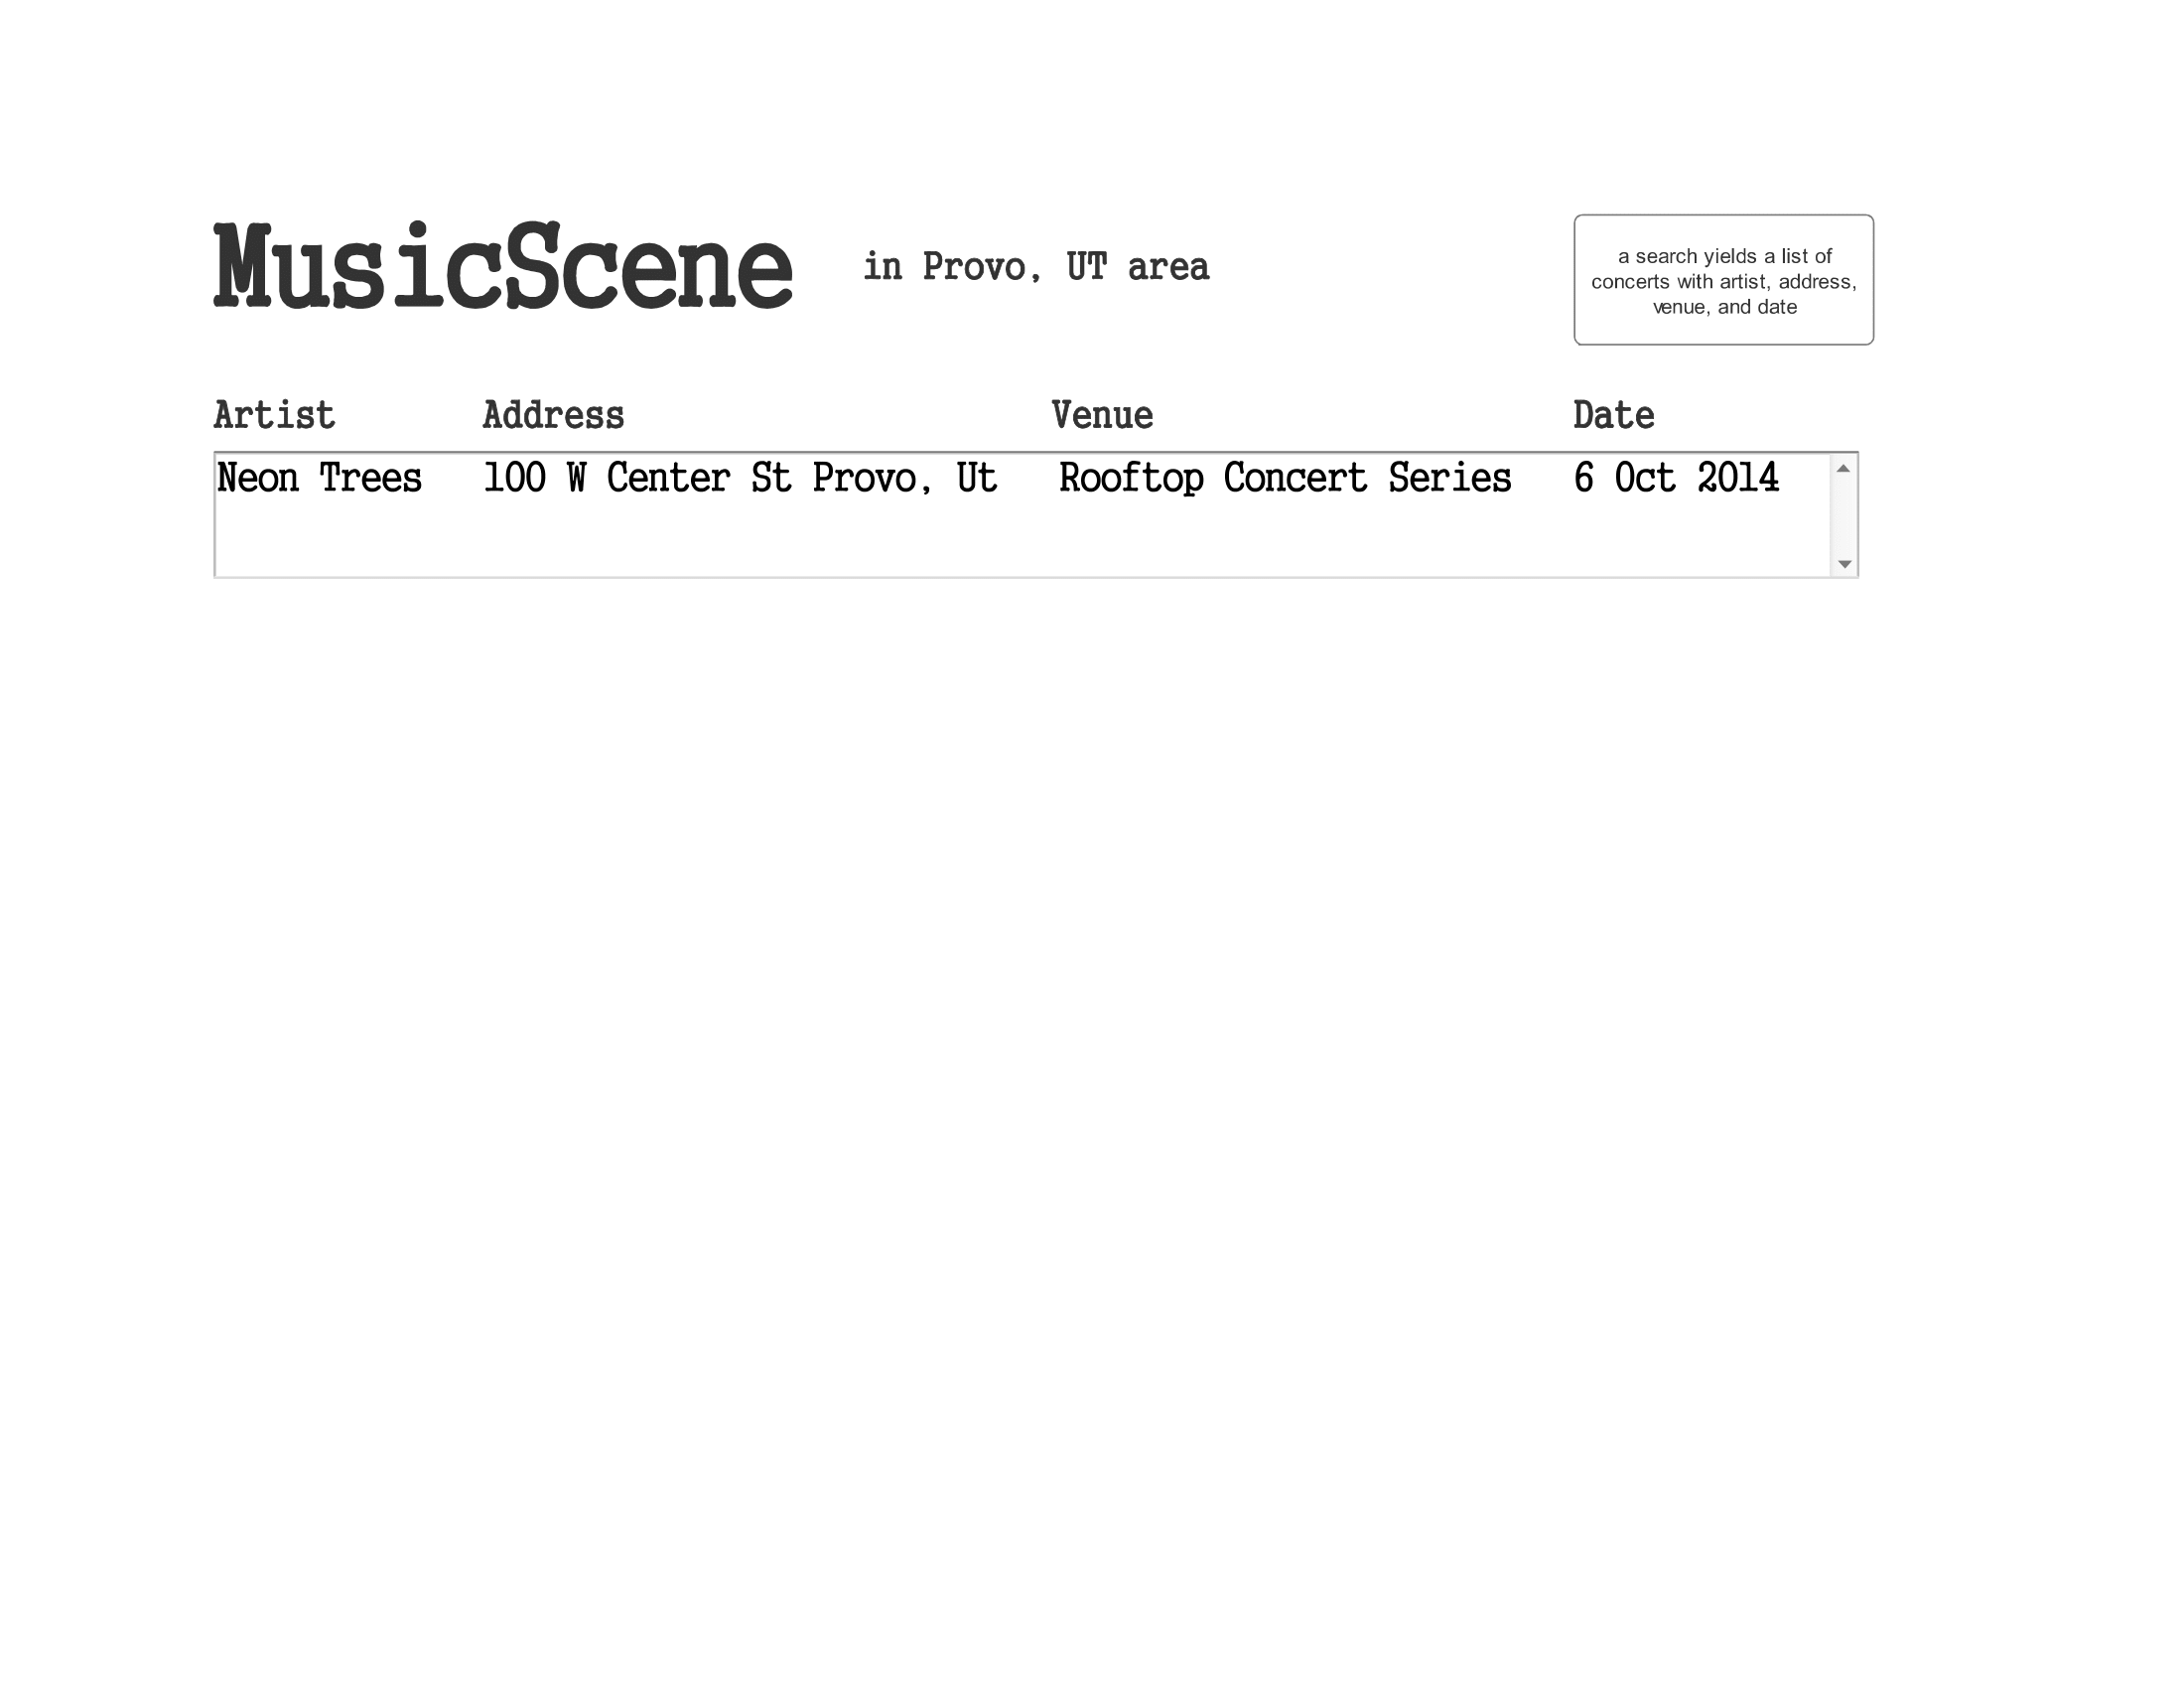 MusicScene in Provo, UT area
a search yields a list of
concerts with artist, address,
venue, and date
Artist Address Venue Date
Neon Trees 100 W Center St Provo, Ut Rooftop Concert Series 6 Oct 2014